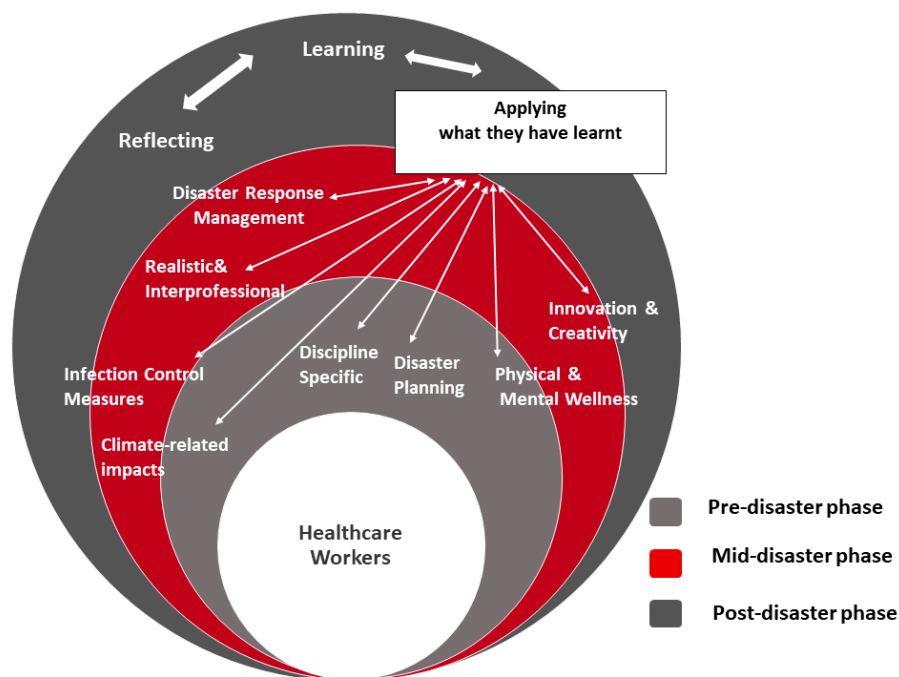 Learning
Applying
what they have learnt
Reflecting
Disaster Response
Management
Realistic&
Interprofessional
Innovation &
Creativity
Discipline
Specific
Disaster
Planning
Infection Control
Measures
Physical &
Mental Wellness
Climate-related
impacts
Healthcare
Workers
Pre-disaster phase
Mid-disaster phase
Post-disaster phase